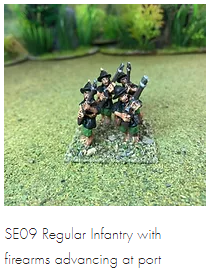 SE09 Regular Infantry with
firearms advancing at port